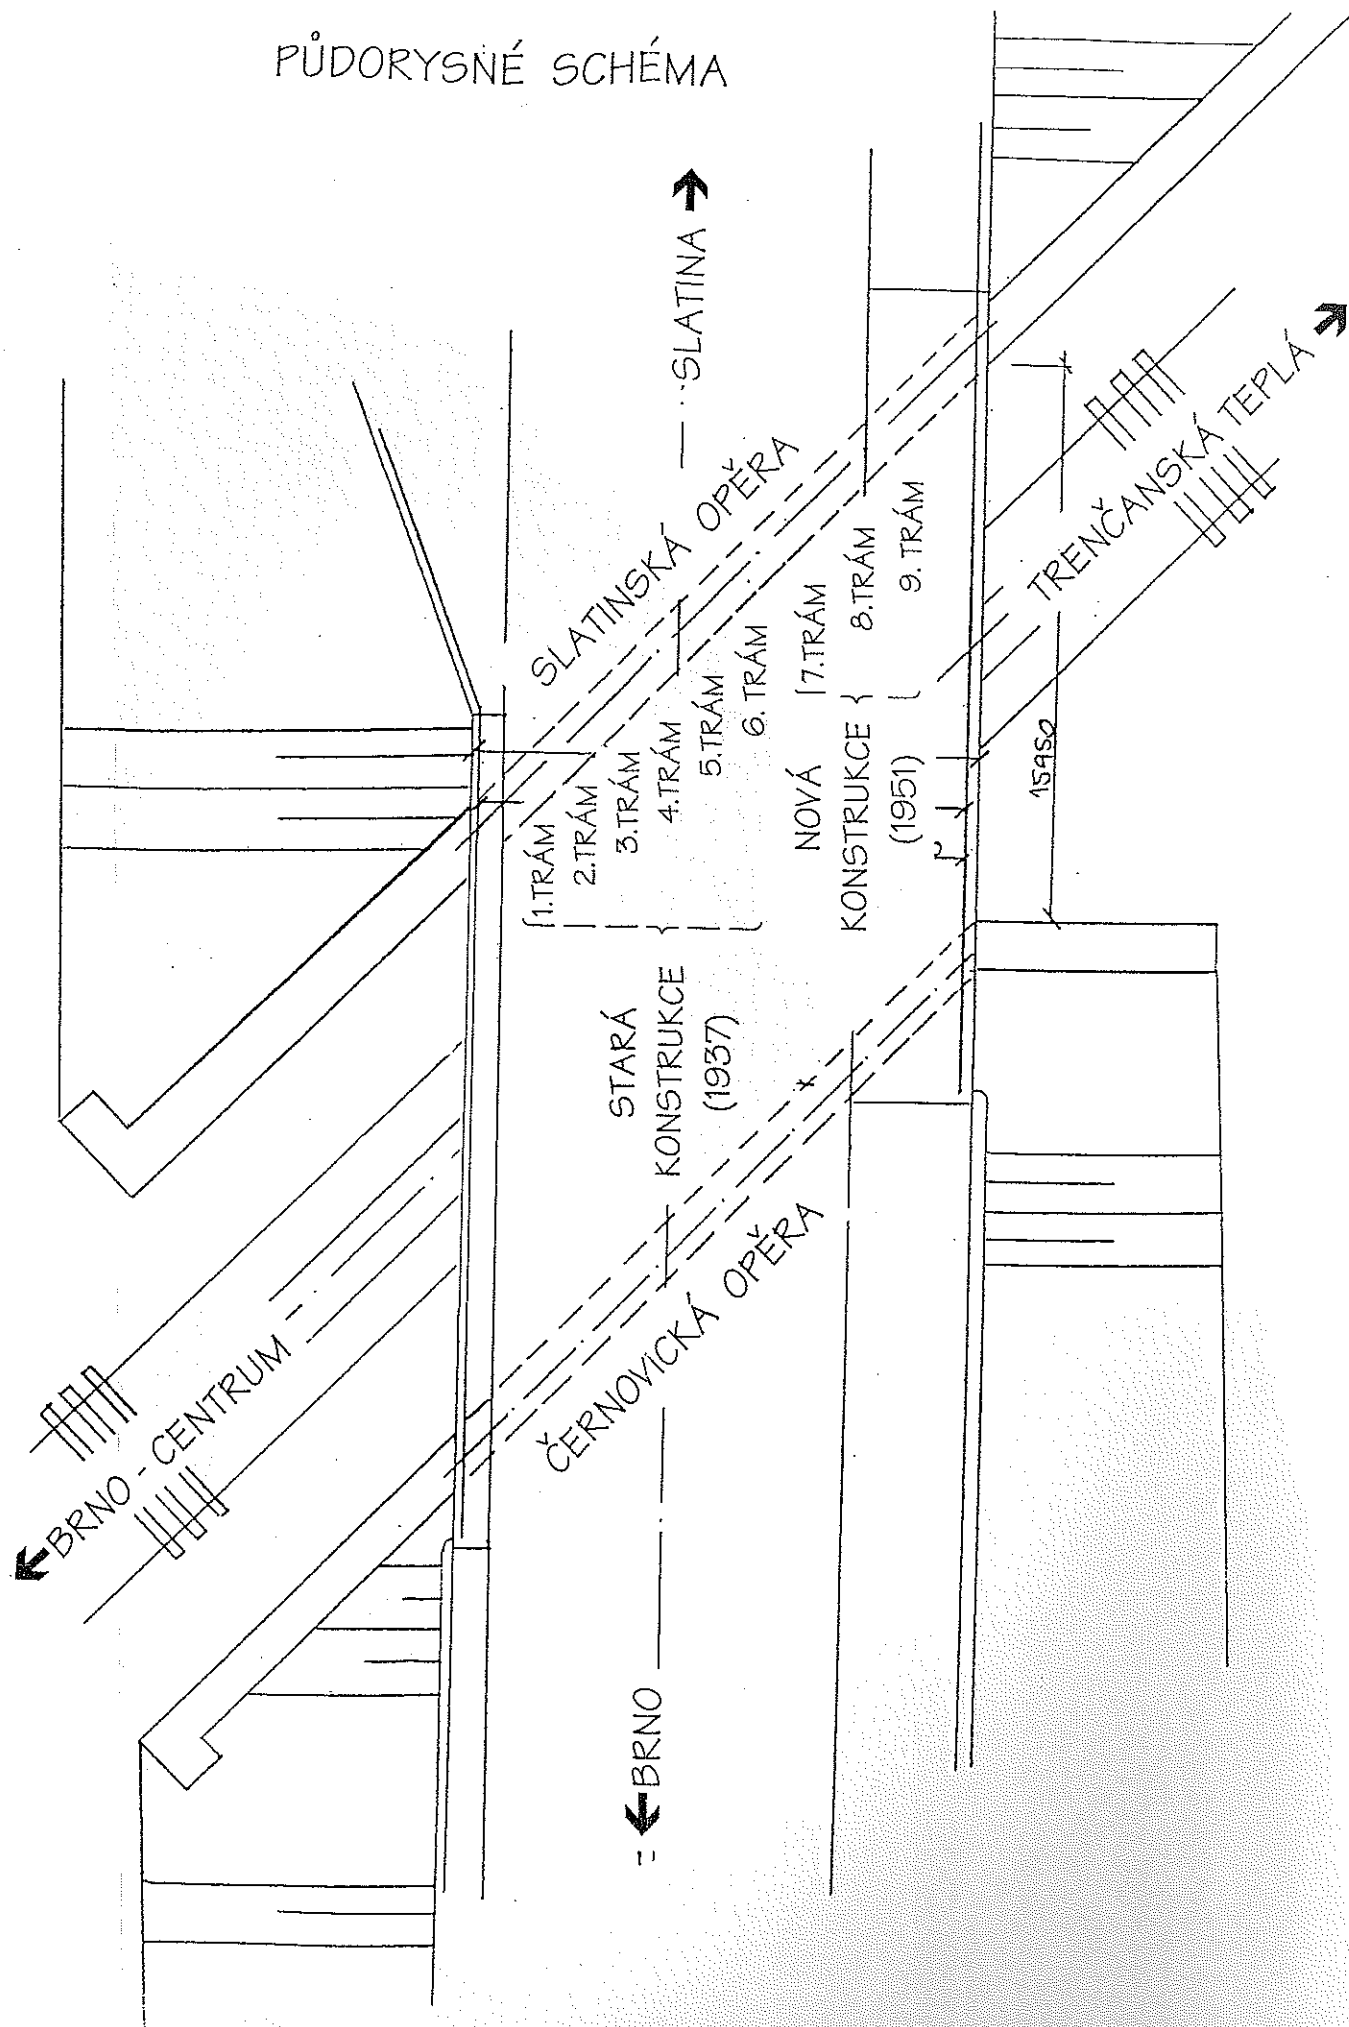 PŮDORYSNÉ SCHÉMA
SLATINA
SLATINSKÁ OPĚRA
TRENČANSKÁ TEPLÁ
1.TRÁM
2.TRÁM
3.TRÁM
4.TRÁM
5.TRÁM
6.TRÁM
7.TRÁM
8.TRÁM
9.TRÁM
STARÁ
KONSTRUKCE
(1937)
NOVÁ
KONSTRUKCE
(1951)
15950
BRNO - CENTRUM
ČERNOVICKÁ OPĚRA
BRNO